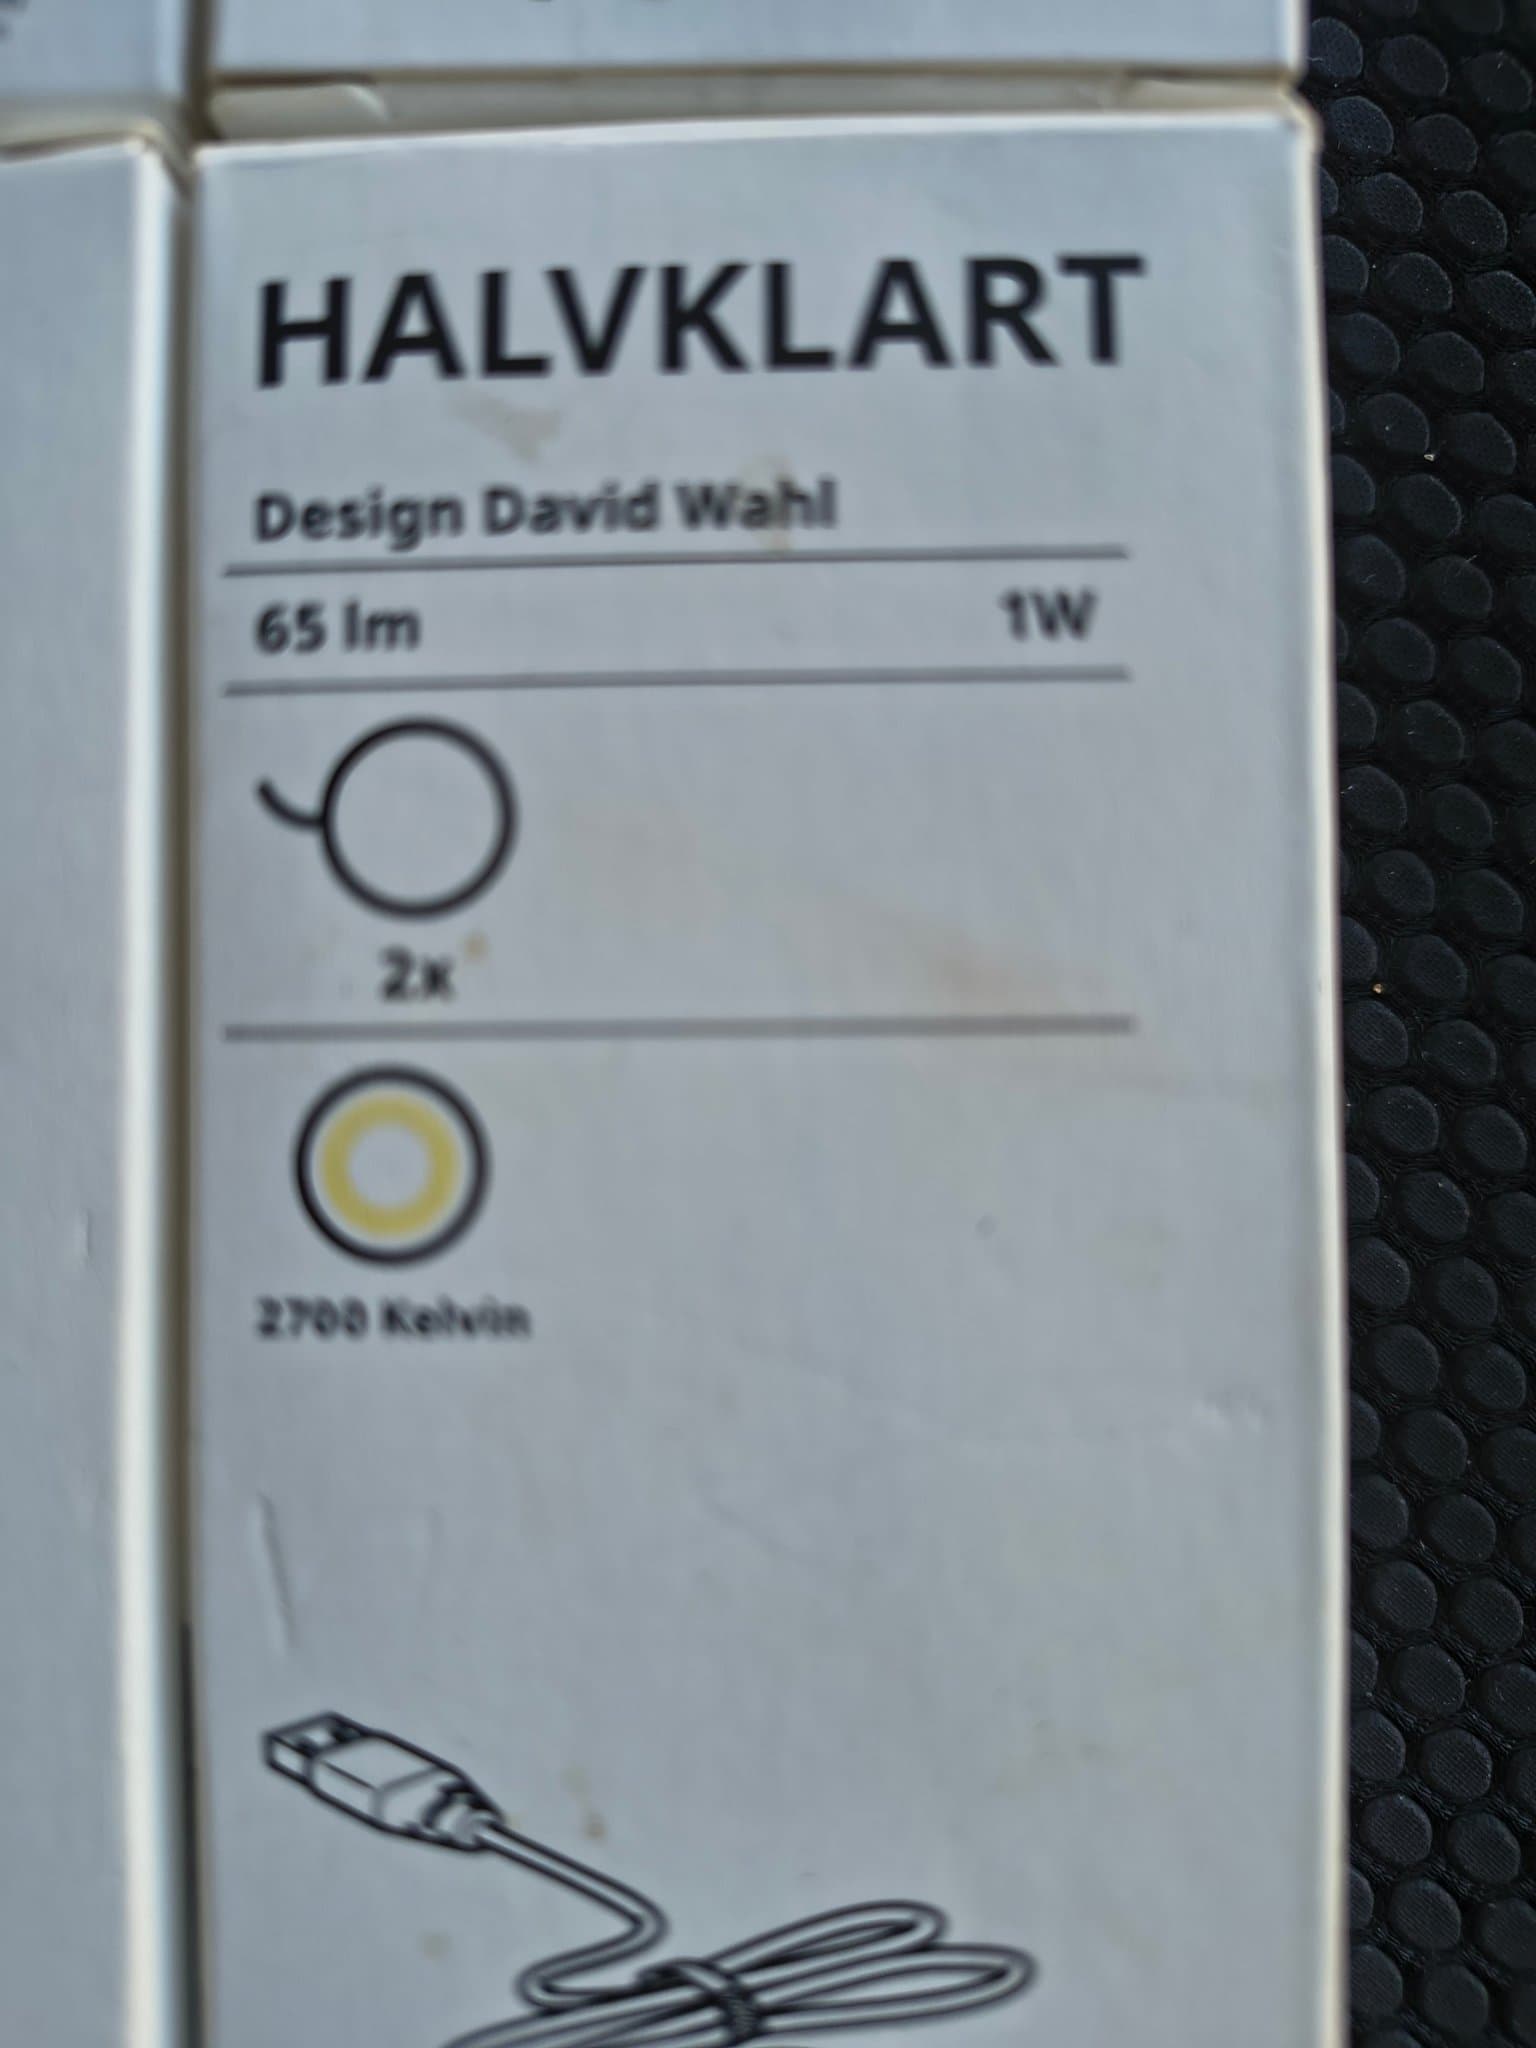 HALVKLART
Design David Wahl
65 lm 1W
2x
2700 Kelvin